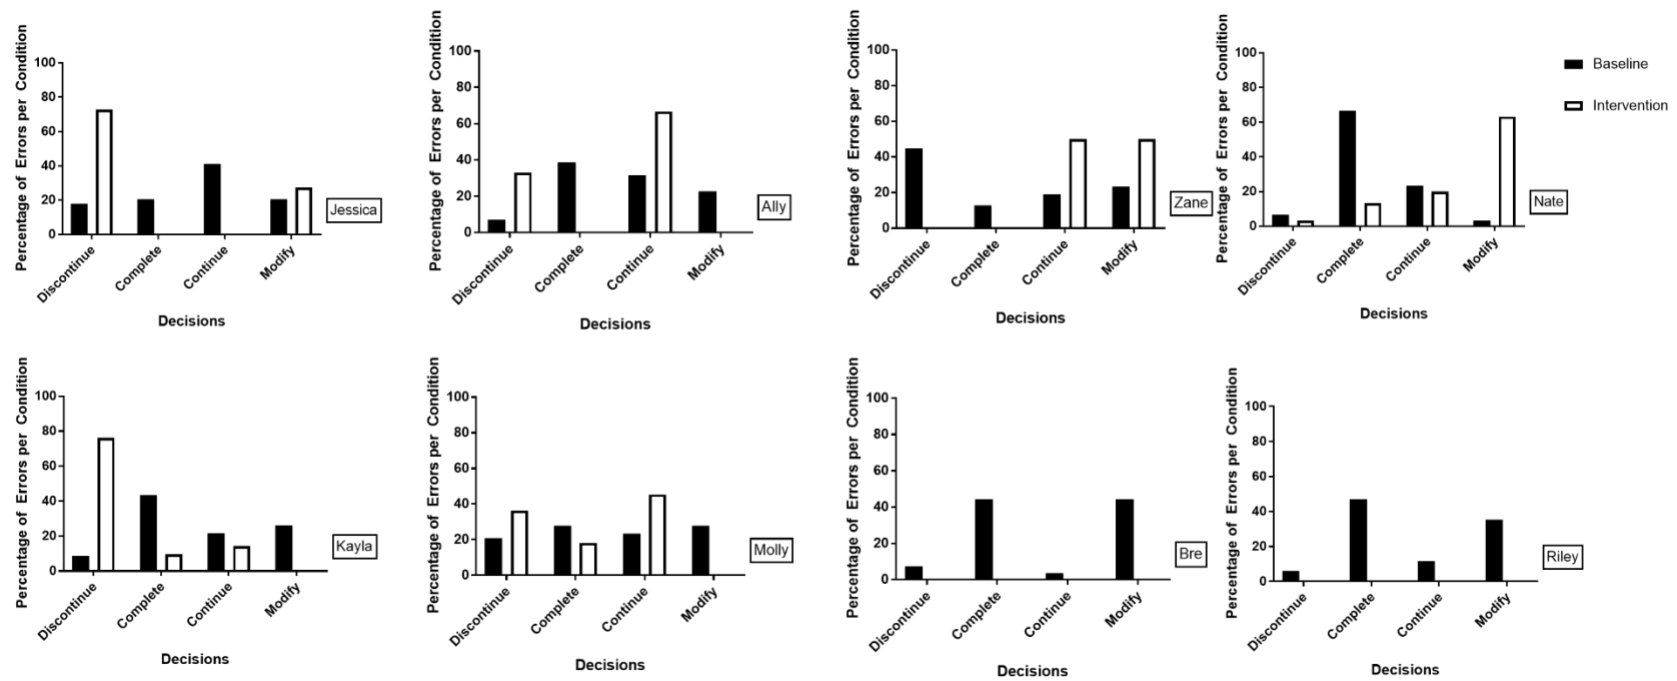 Percentage of Errors per Condition
100
80
60
40
20
0
Discontinue
Complete
Continue
Modify
Decisions
Jessica
Percentage of Errors per Condition
100
80
60
40
20
0
Discontinue
Complete
Continue
Modify
Decisions
Ally
Percentage of Errors per Condition
100
80
60
40
20
0
Discontinue
Complete
Continue
Modify
Decisions
Zane
Percentage of Errors per Condition
100
80
60
40
20
0
Discontinue
Complete
Continue
Modify
Decisions
Nate
Baseline
Intervention
Percentage of Errors per Condition
100
80
60
40
20
0
Discontinue
Complete
Continue
Modify
Decisions
Kayla
Percentage of Errors per Condition
100
80
60
40
20
0
Discontinue
Complete
Continue
Modify
Decisions
Molly
Percentage of Errors per Condition
100
80
60
40
20
0
Discontinue
Complete
Continue
Modify
Decisions
Bre
Percentage of Errors per Condition
100
80
60
40
20
0
Discontinue
Complete
Continue
Modify
Decisions
Riley